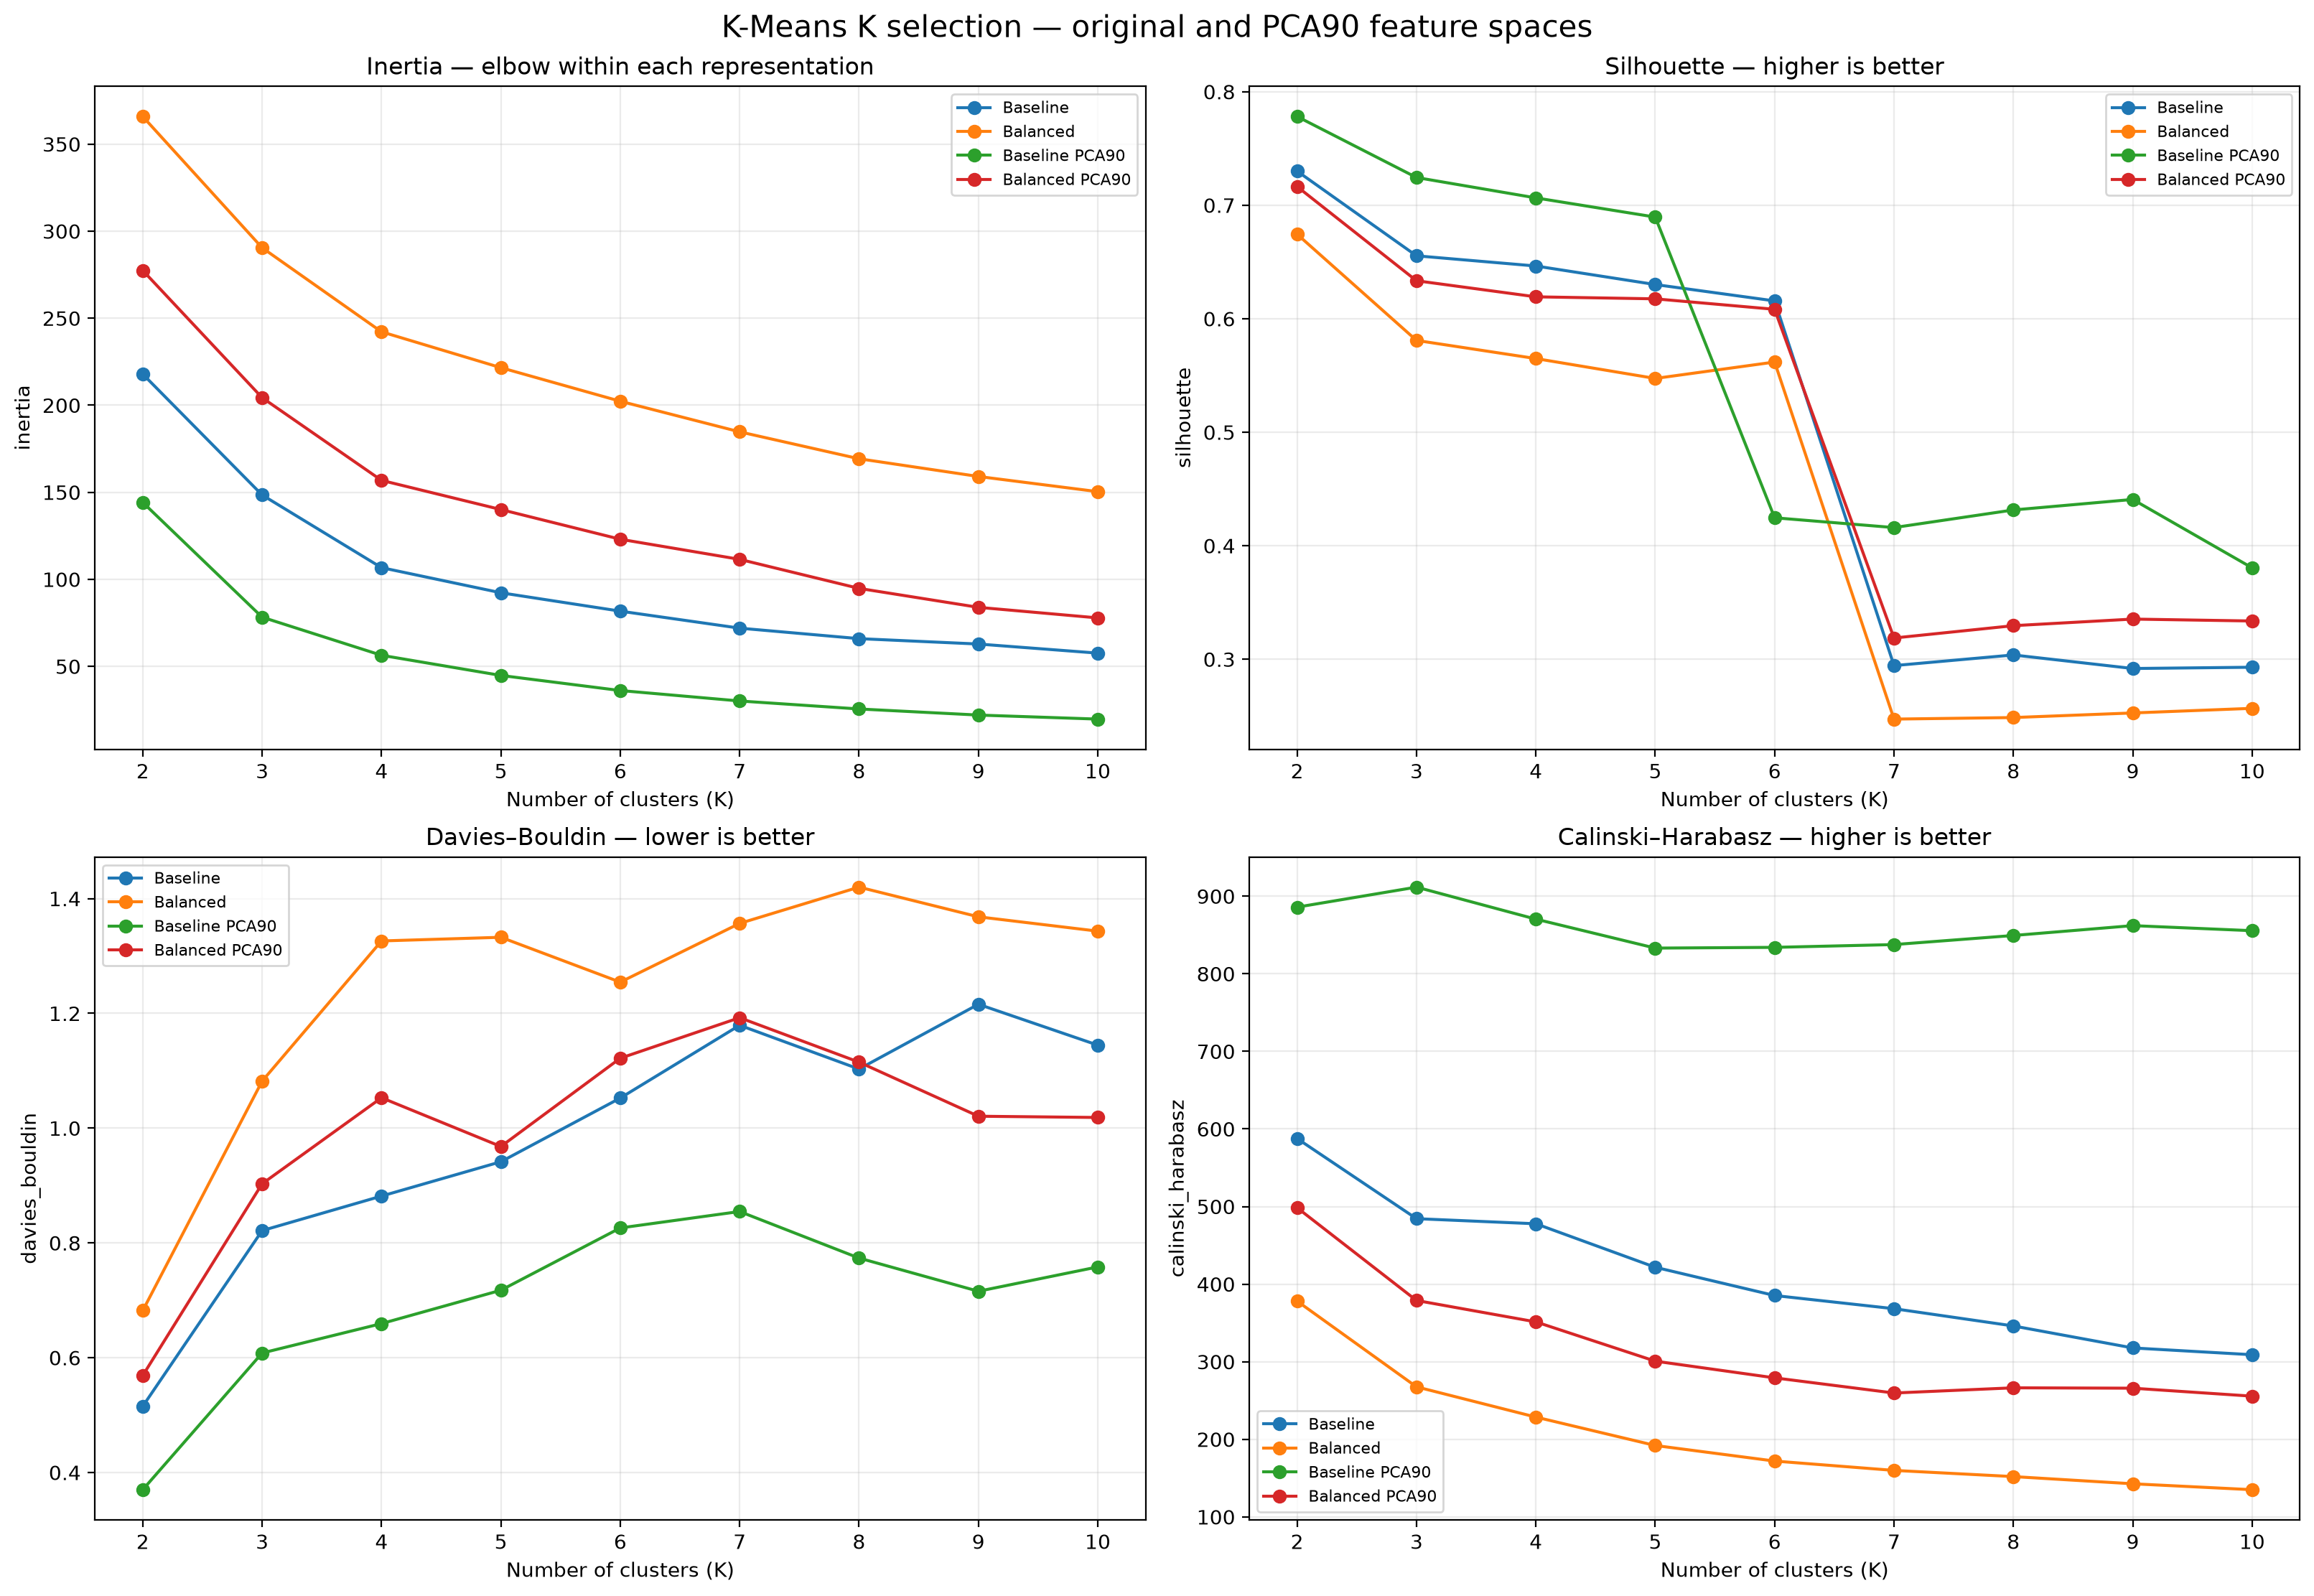 K-Means K selection — original and PCA90 feature spaces
Inertia — elbow within each representation
inertia
350
300
250
200
150
100
50
2 3 4 5 6 7 8 9 10
Number of clusters (K)
Baseline
Balanced
Baseline PCA90
Balanced PCA90
Silhouette — higher is better
silhouette
0.8
0.7
0.6
0.5
0.4
0.3
2 3 4 5 6 7 8 9 10
Number of clusters (K)
Baseline
Balanced
Baseline PCA90
Balanced PCA90
Davies–Bouldin — lower is better
davies_bouldin
1.4
1.2
1.0
0.8
0.6
0.4
2 3 4 5 6 7 8 9 10
Number of clusters (K)
Baseline
Balanced
Baseline PCA90
Balanced PCA90
Calinski–Harabasz — higher is better
calinski_harabasz
900
800
700
600
500
400
300
200
100
2 3 4 5 6 7 8 9 10
Number of clusters (K)
Baseline
Balanced
Baseline PCA90
Balanced PCA90